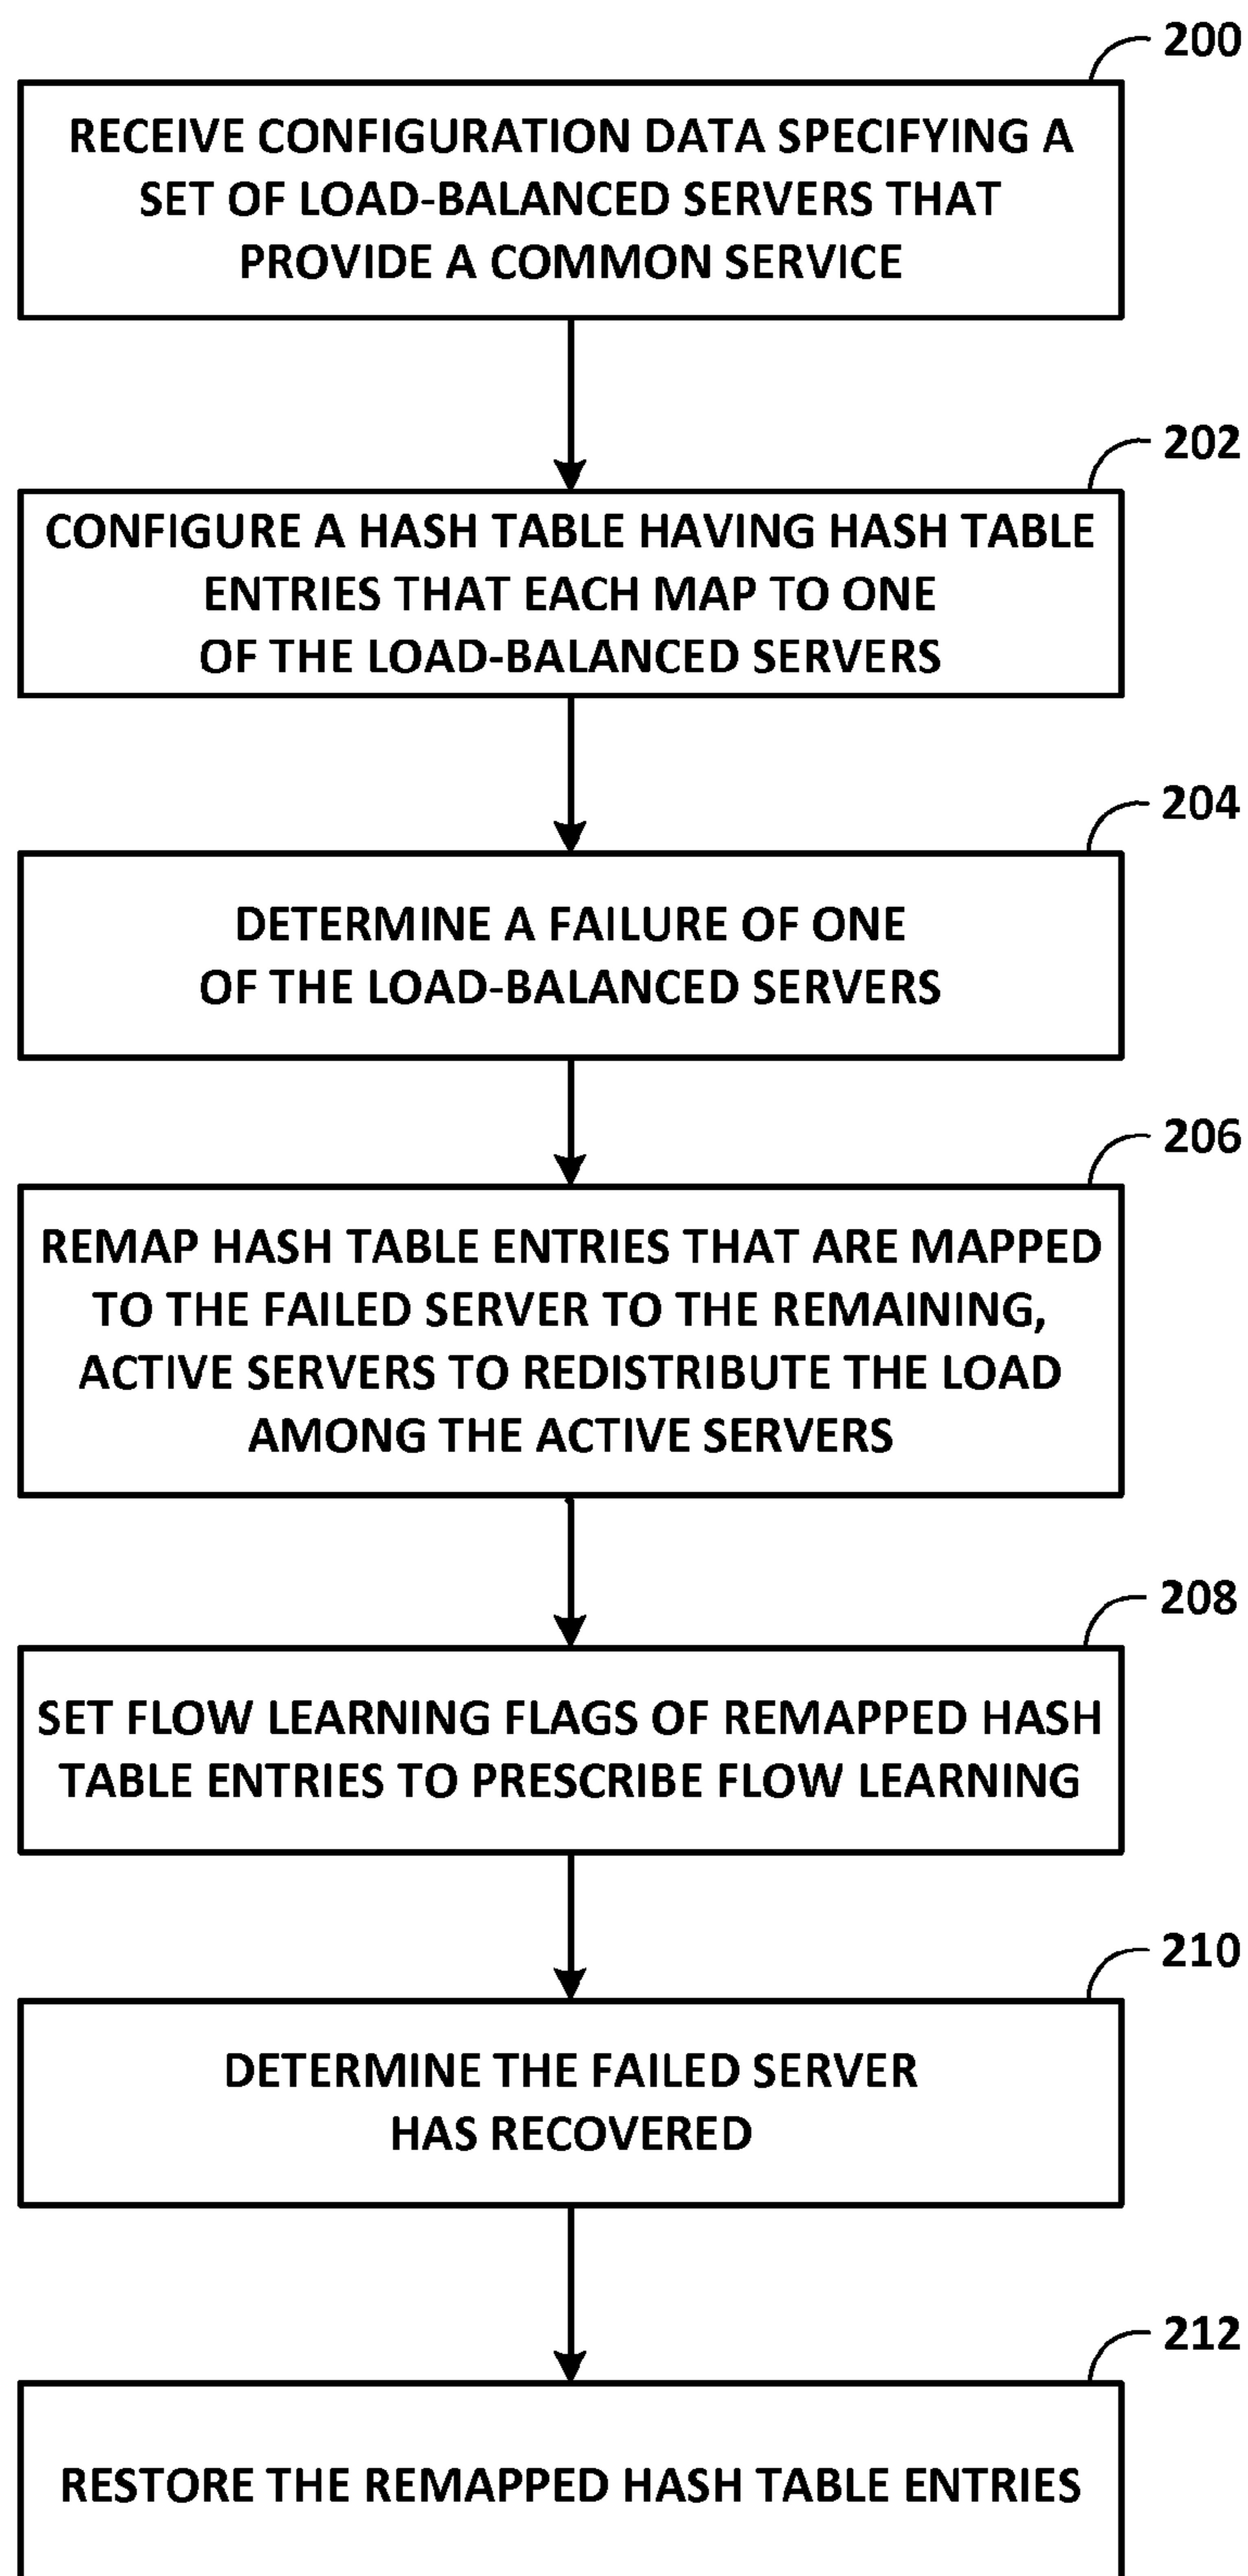 200
RECEIVE CONFIGURATION DATA SPECIFYING A
SET OF LOAD-BALANCED SERVERS THAT
PROVIDE A COMMON SERVICE
202
CONFIGURE A HASH TABLE HAVING HASH TABLE
ENTRIES THAT EACH MAP TO ONE
OF THE LOAD-BALANCED SERVERS
204
DETERMINE A FAILURE OF ONE
OF THE LOAD-BALANCED SERVERS
206
REMAP HASH TABLE ENTRIES THAT ARE MAPPED
TO THE FAILED SERVER TO THE REMAINING,
ACTIVE SERVERS TO REDISTRIBUTE THE LOAD
AMONG THE ACTIVE SERVERS
208
SET FLOW LEARNING FLAGS OF REMAPPED HASH
TABLE ENTRIES TO PRESCRIBE FLOW LEARNING
210
DETERMINE THE FAILED SERVER
HAS RECOVERED
212
RESTORE THE REMAPPED HASH TABLE ENTRIES